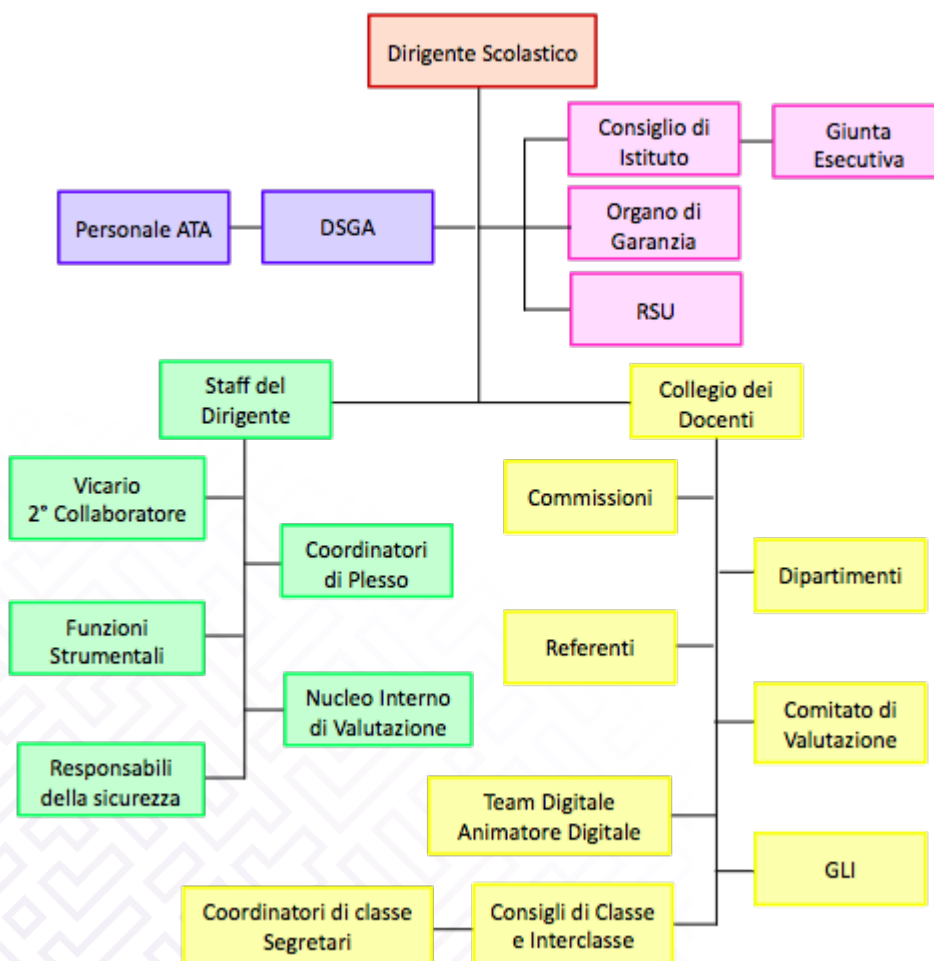 Dirigente Scolastico
Consiglio di
Istituto
Giunta
Esecutiva
Personale ATA
DSGA
Organo di
Garanzia
RSU
Staff del
Dirigente
Collegio dei
Docenti
Vicario
2° Collaboratore
Commissioni
Coordinatori
di Plesso
Dipartimenti
Funzioni
Strumentali
Referenti
Nucleo Interno
di Valutazione
Comitato di
Valutazione
Responsabili
della sicurezza
Team Digitale
Animatore Digitale
GLI
Coordinatori di classe
Segretari
Consigli di Classe
e Interclasse